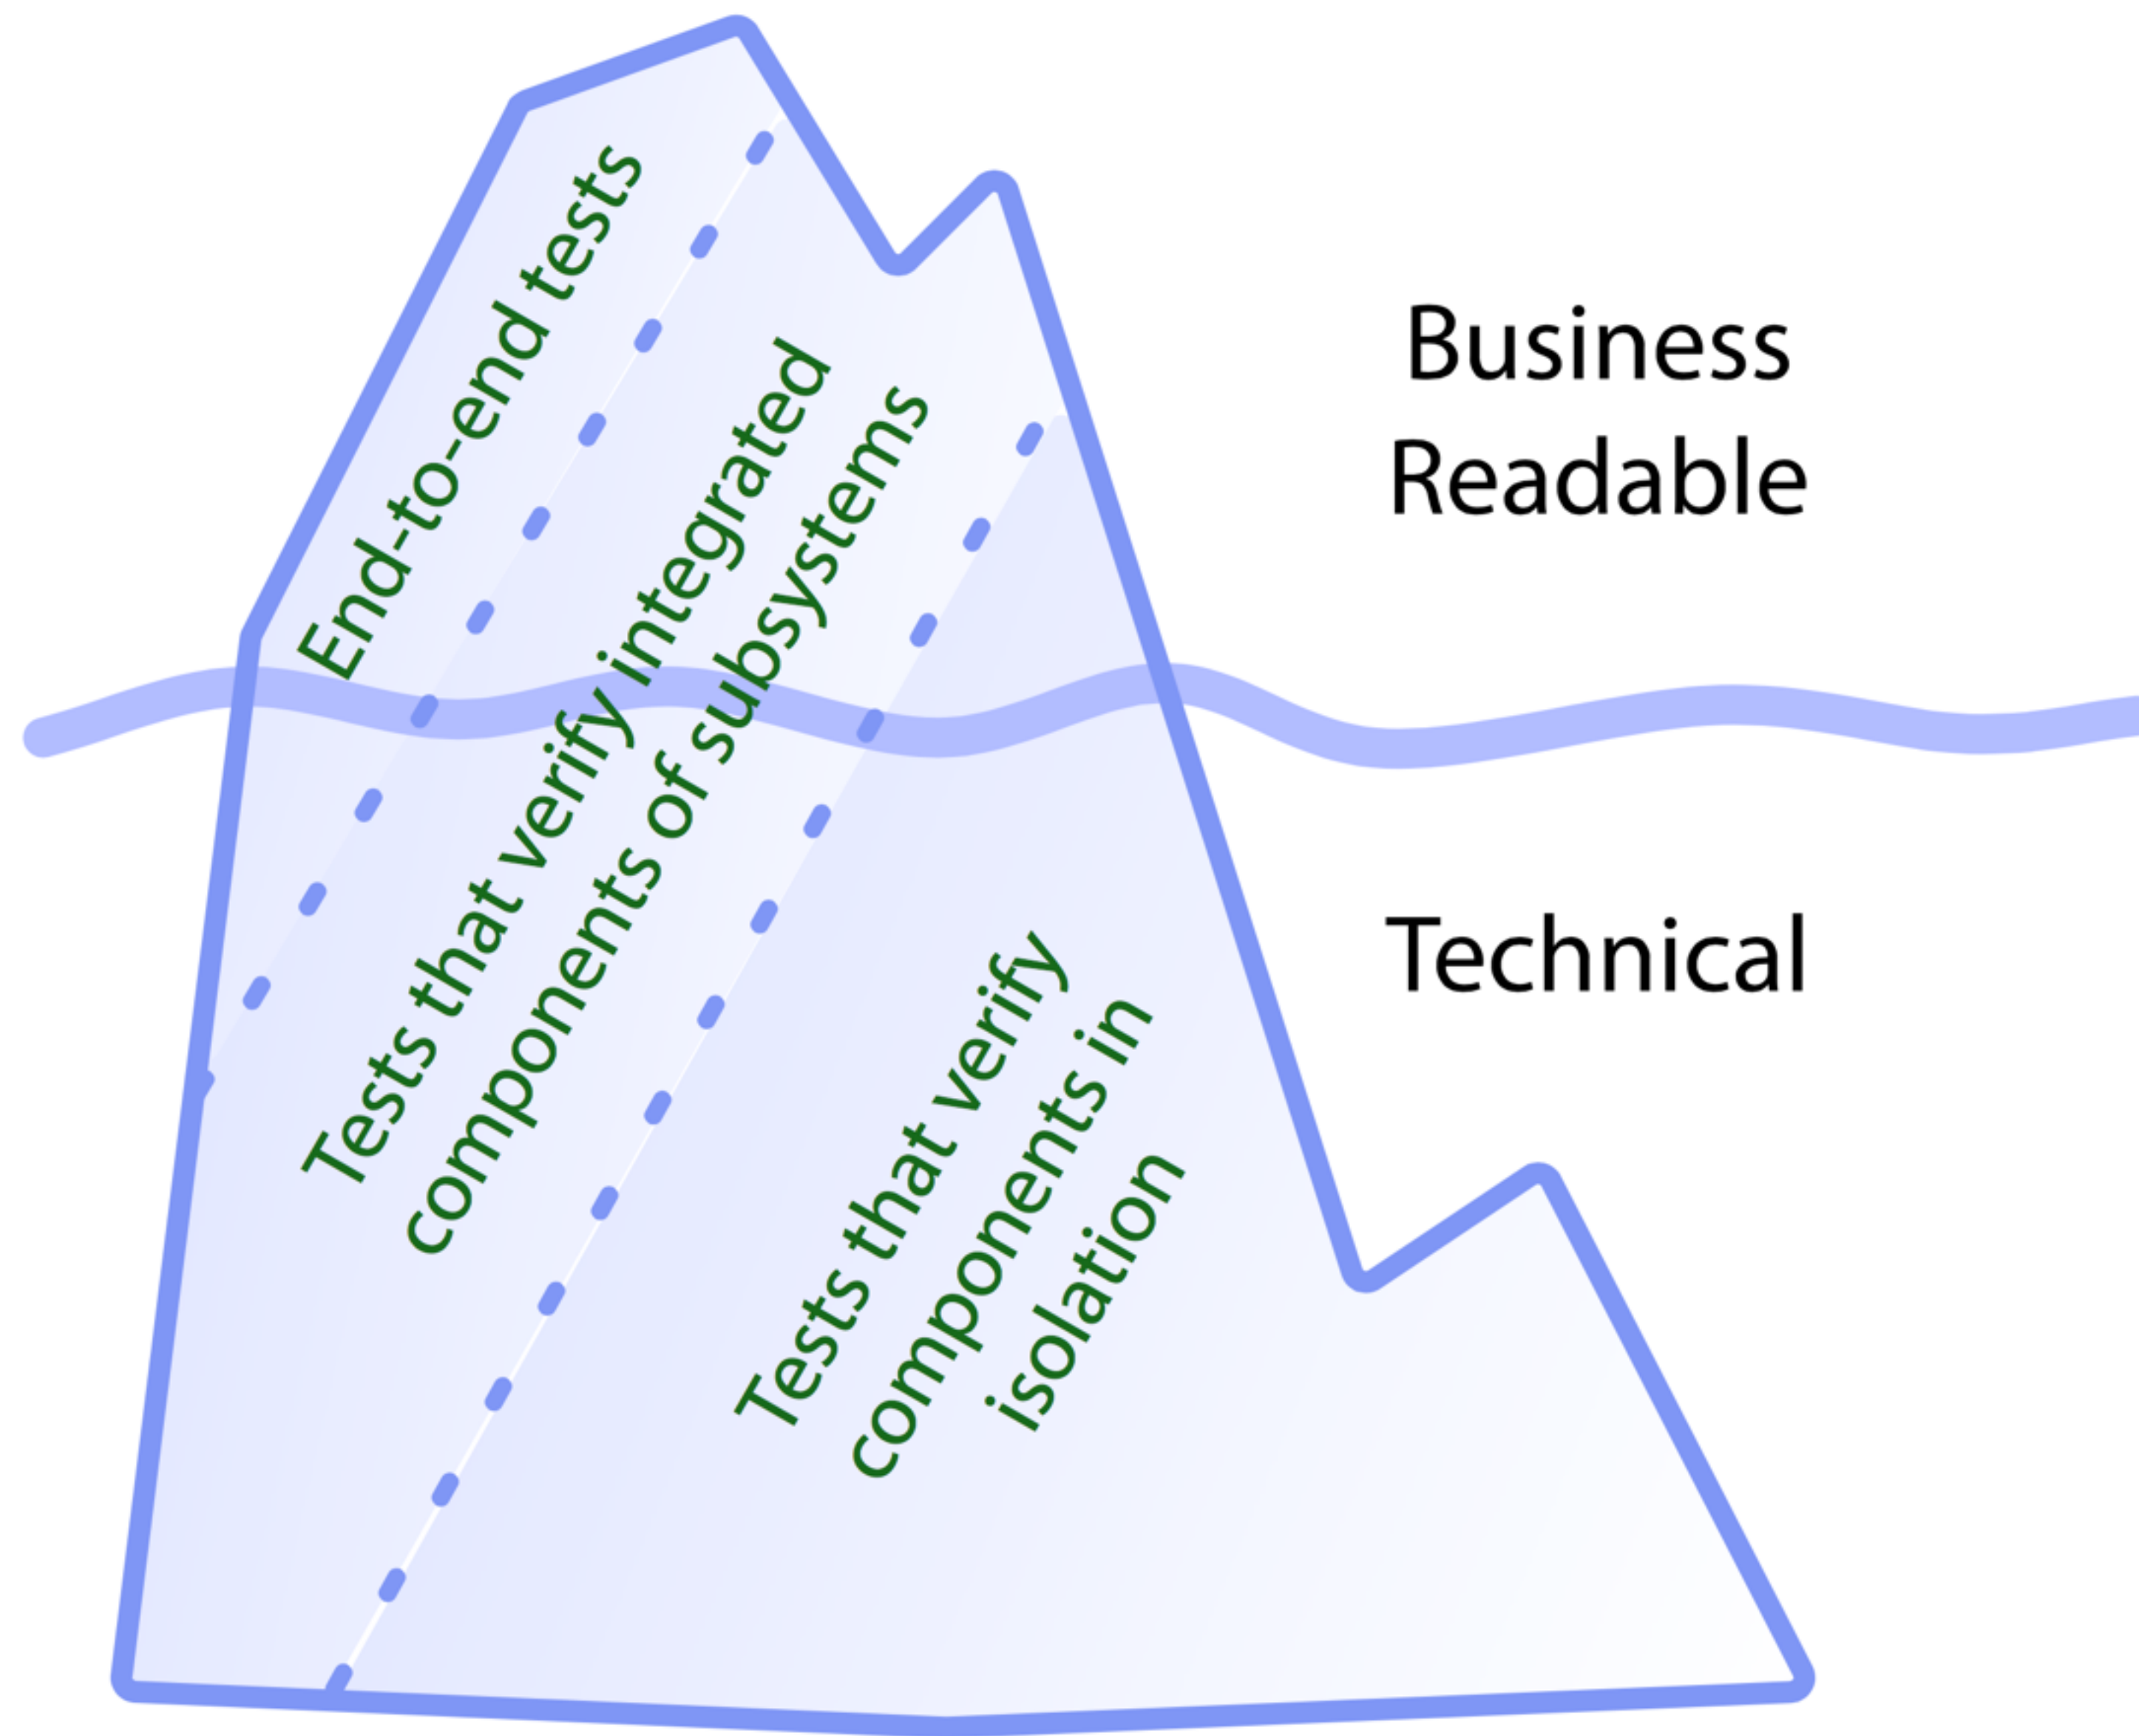 End-to-end tests
Tests that verify integrated
components of subsystems
Tests that verify
components in
isolation
Business
Readable
Technical